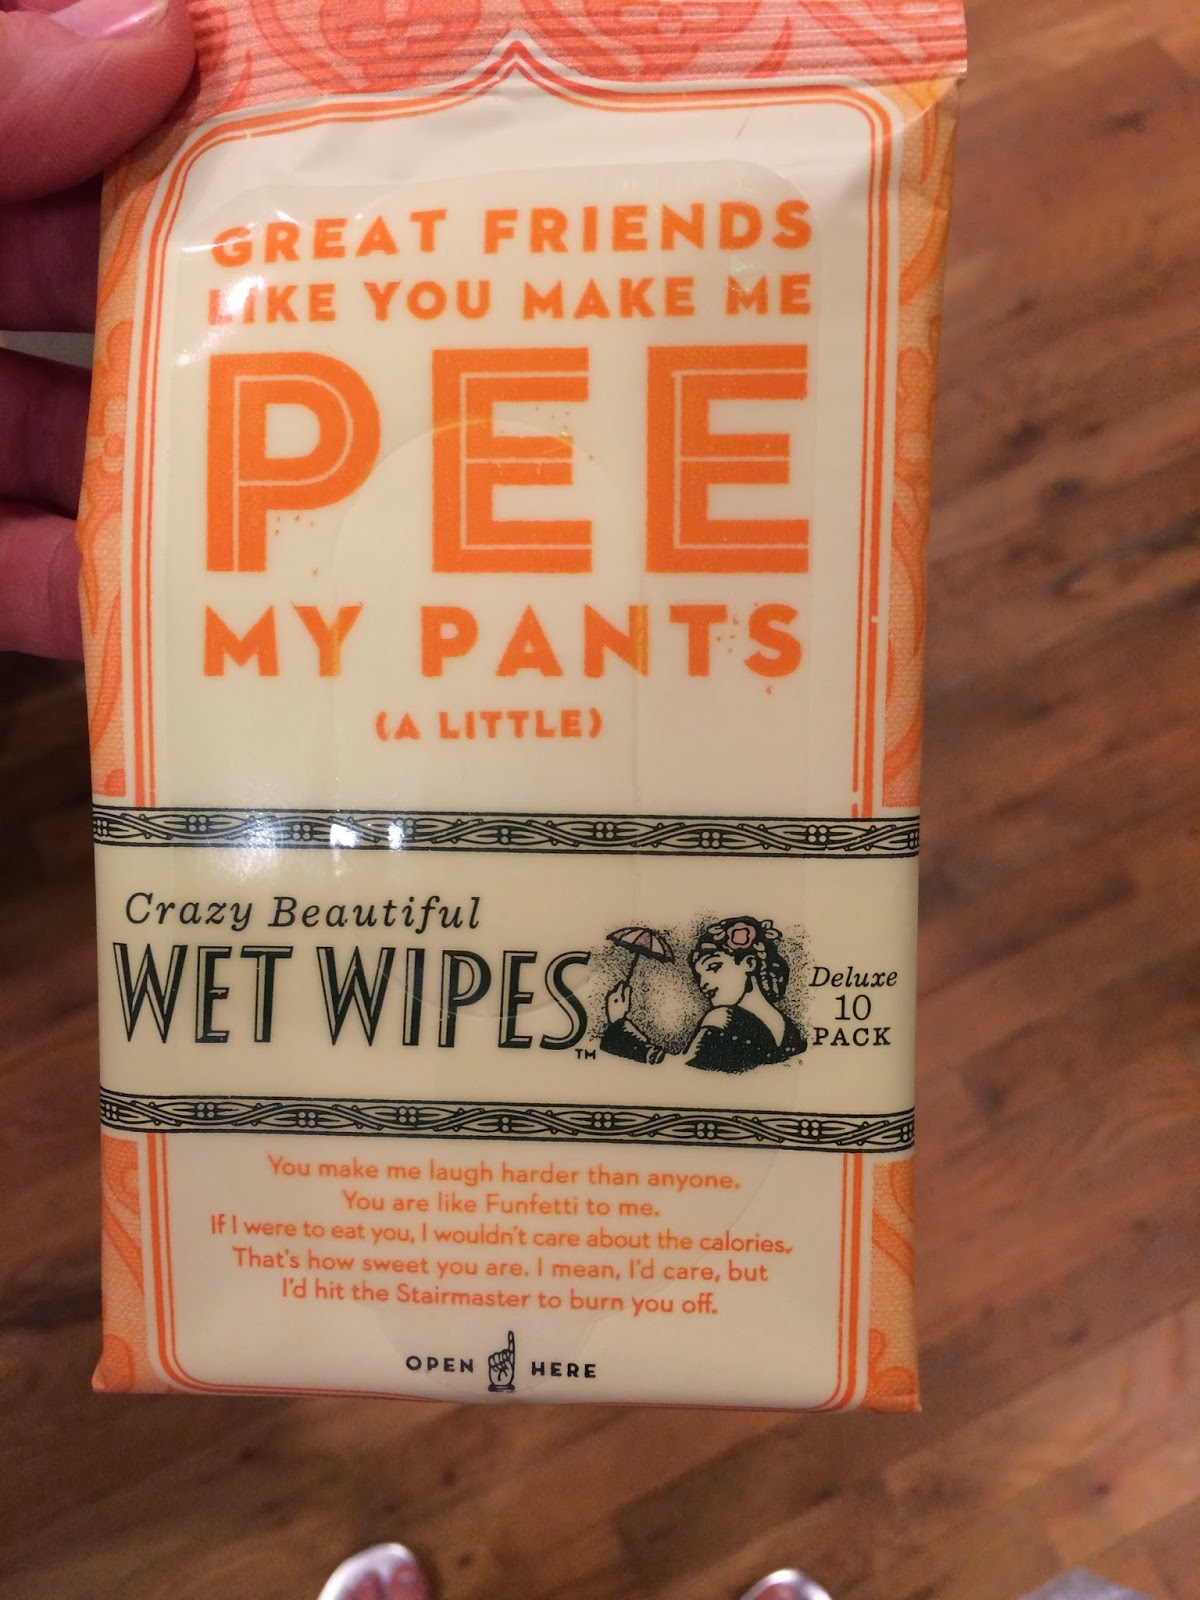 GREAT FRIENDS
LIKE YOU MAKE ME
PEE
MY PANTS
(A LITTLE)
Crazy Beautiful
WET WIPES™
Deluxe
10
PACK
You make me laugh harder than anyone.
You are like Funfetti to me.
If I were to eat you, I wouldn't care about the calories.
That's how sweet you are. I mean, I'd care, but
I'd hit the Stairmaster to burn you off.
OPEN HERE